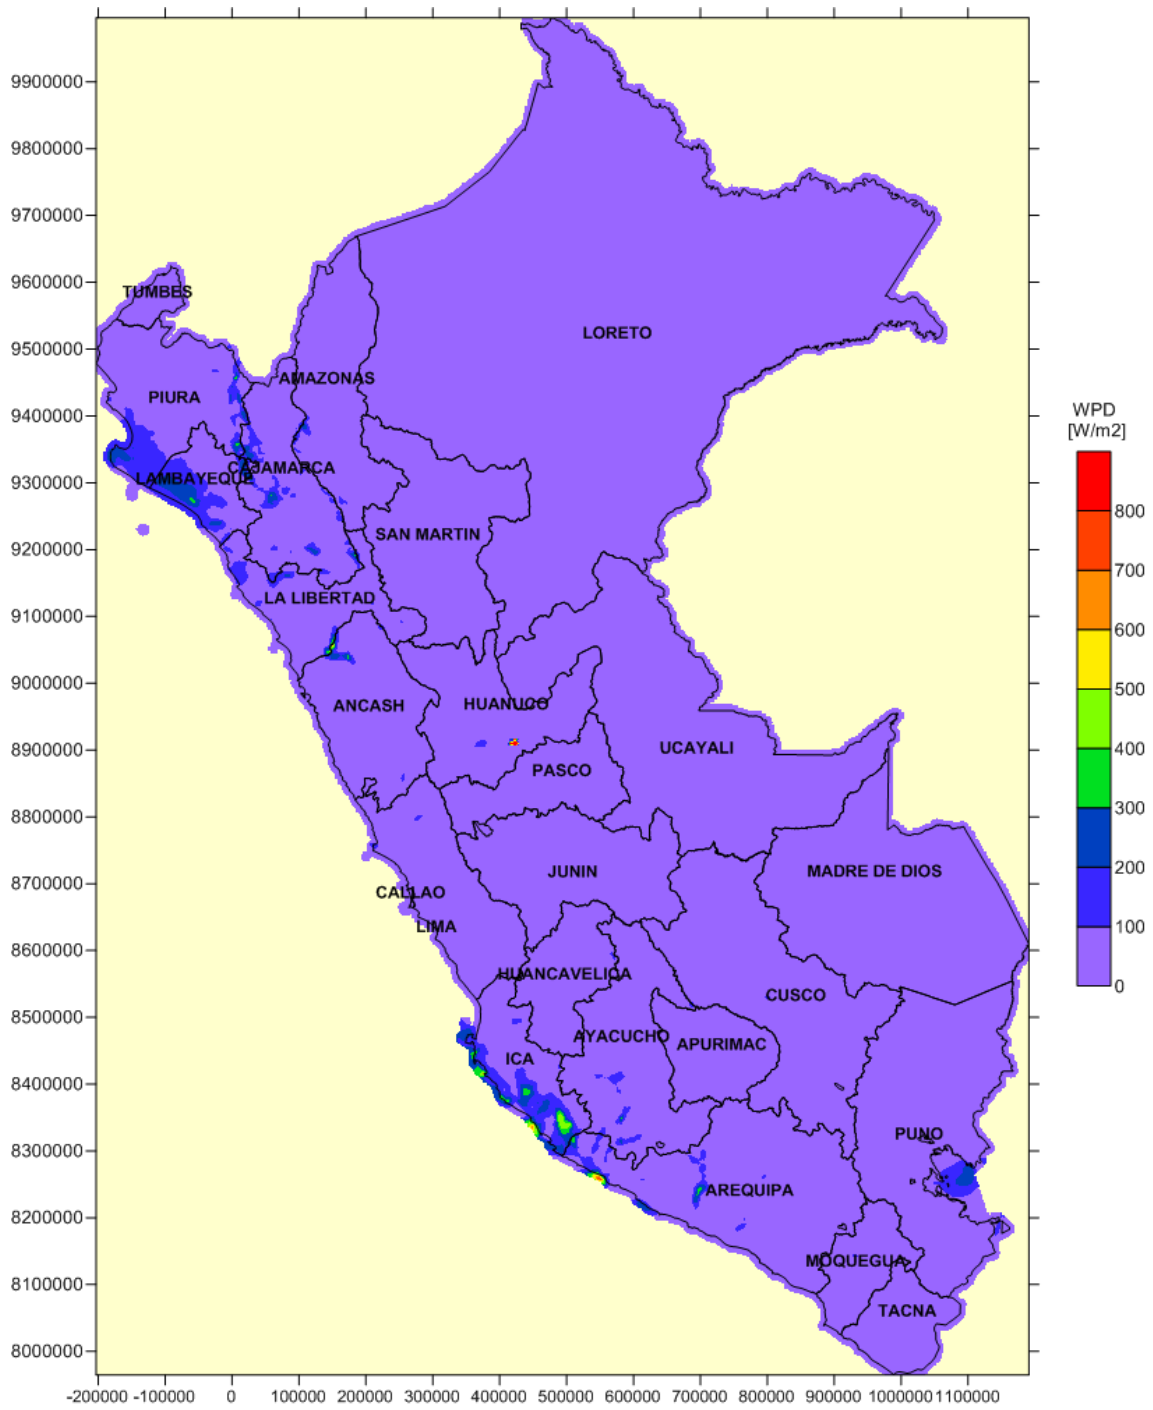 9900000
9800000
9700000
9600000
9500000
9400000
9300000
9200000
9100000
9000000
8900000
8800000
8700000
8600000
8500000
8400000
8300000
8200000
8100000
8000000
TUMBES
LORETO
AMAZONAS
PIURA
CAJAMARCA
LAMBAYEQUE
SAN MARTIN
LA LIBERTAD
ANCASH
HUANUCO
UCAYALI
PASCO
JUNIN
MADRE DE DIOS
CALLAO
LIMA
HUANCAVELICA
CUSCO
AYACUCHO
APURIMAC
ICA
PUNO
AREQUIPA
MOQUEGUA
TACNA
-200000 -100000 0 100000 200000 300000 400000 500000 600000 700000 800000 900000 1000000 1100000
WPD
[W/m2]
800
700
600
500
400
300
200
100
0